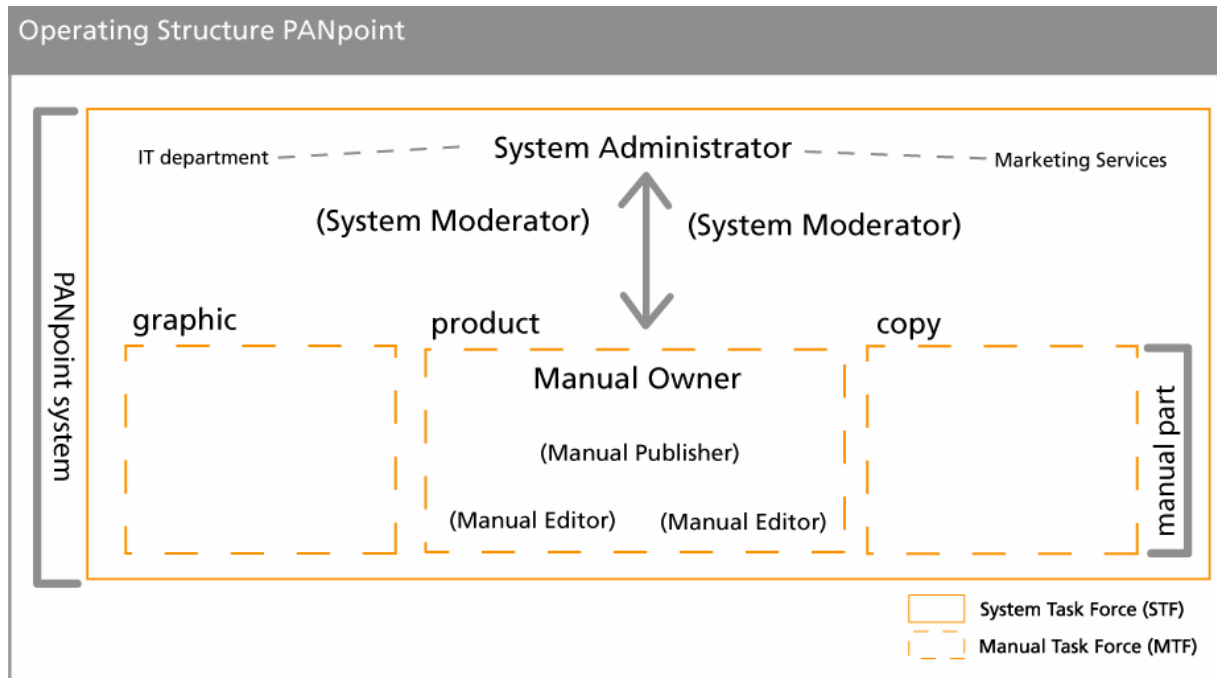 Operating Structure PANpoint
IT department
System Administrator
Marketing Services
(System Moderator)
(System Moderator)
PANpoint system
graphic
product
copy
Manual Owner
(Manual Publisher)
(Manual Editor)
(Manual Editor)
manual part
System Task Force (STF)
Manual Task Force (MTF)